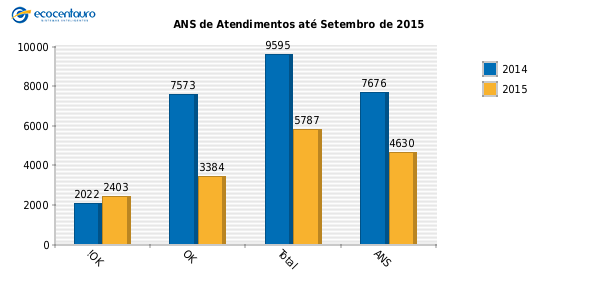 ecocentauro
ANS de Atendimentos até Setembro de 2015
10000
8000
6000
4000
2000
0
2022
2403
7573
3384
9595
5787
7676
4630
!OK
OK
Total
ANS
2014
2015